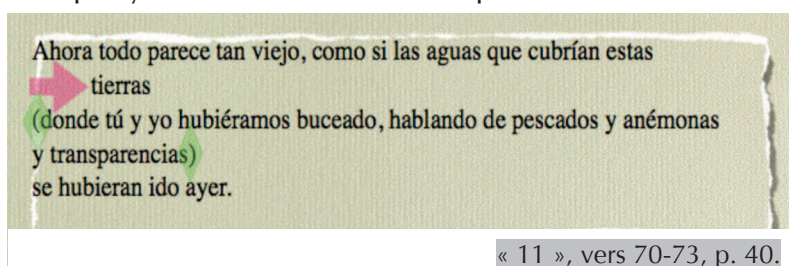 Ahora todo parece tan viejo, como si las aguas que cubrían estas
tierras
(donde tú y yo hubiéramos buceado, hablando de pescados y anémonas
y transparencias)
se hubieran ido ayer.
« 11 », vers 70-73, p. 40.